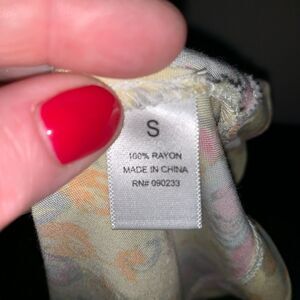 S
100% RAYON
MADE IN CHINA
RN# 090233